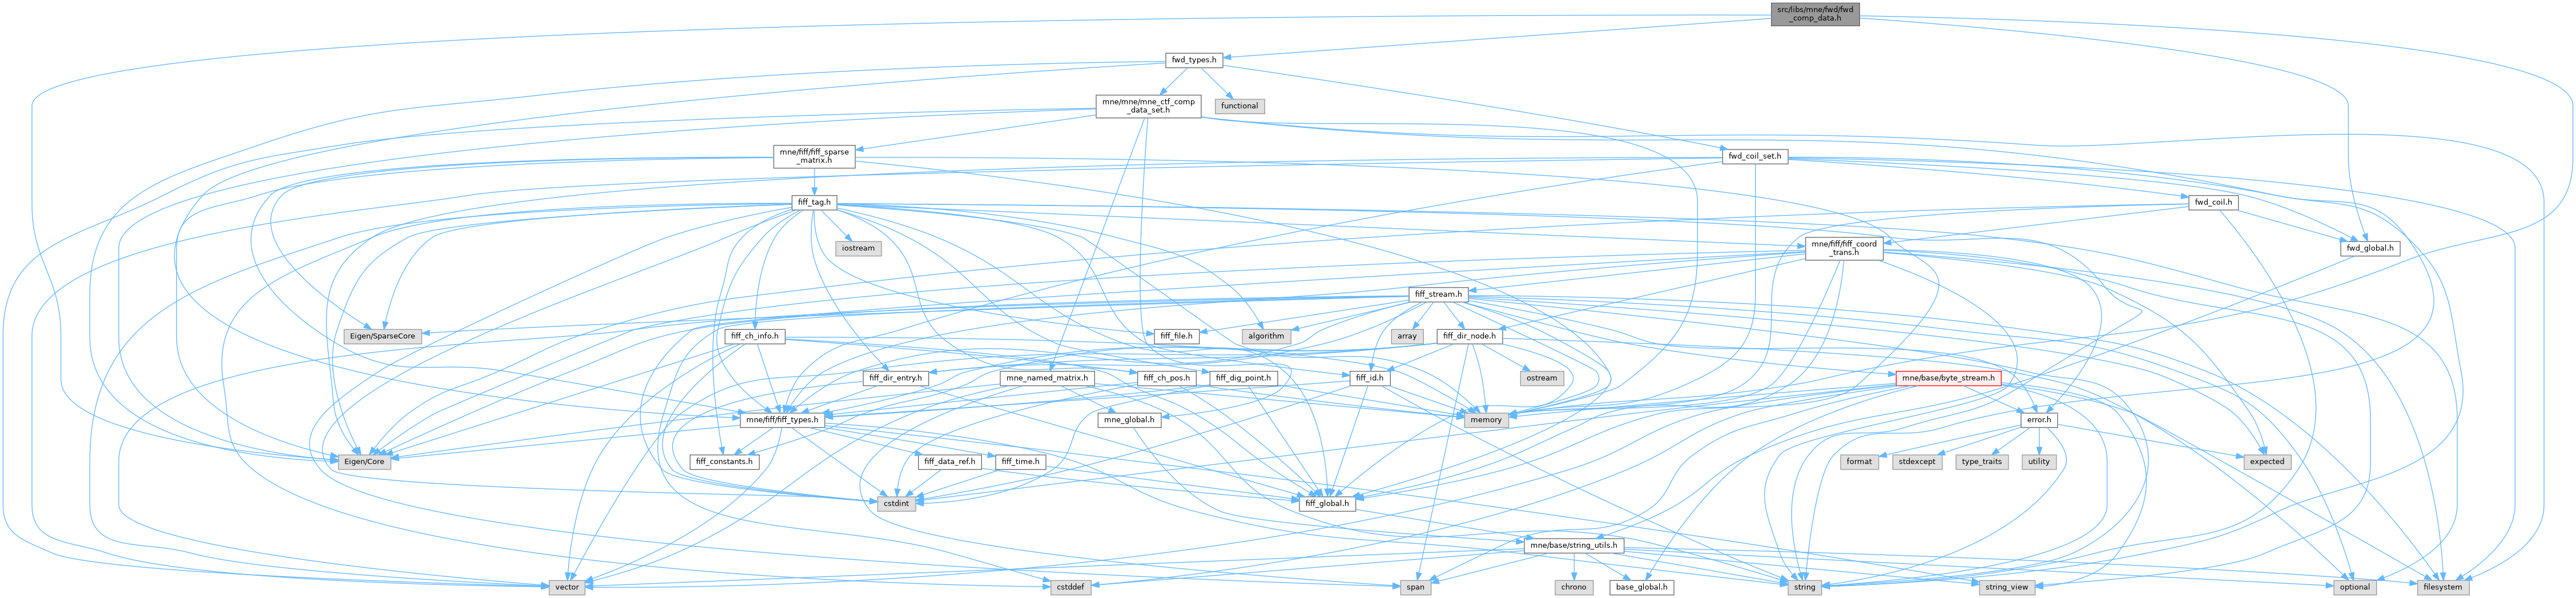 src/libs/mne/fwd/fwd
_comp_data.h
fwd_types.h
mne/mne/mne_ctf_comp
_data_set.h
functional
mne/fiff/fiff_sparse
_matrix.h
fwd_coil_set.h
fiff_tag.h
fwd_coil.h
iostream
mne/fiff/fiff_coord
_trans.h
fwd_global.h
fiff_stream.h
Eigen/SparseCore
fiff_ch_info.h
fiff_file.h
algorithm
array
fiff_dir_node.h
fiff_dir_entry.h
mne_named_matrix.h
fiff_ch_pos.h
fiff_dig_point.h
fiff_id.h
ostream
mne/base/byte_stream.h
mne/fiff/fiff_types.h
mne_global.h
memory
error.h
Eigen/Core
fiff_constants.h
fiff_data_ref.h
fiff_time.h
format
stdexcept
type_traits
utility
expected
cstdint
fiff_global.h
mne/base/string_utils.h
vector
cstddef
span
span
chrono
base_global.h
string
string_view
optional
filesystem